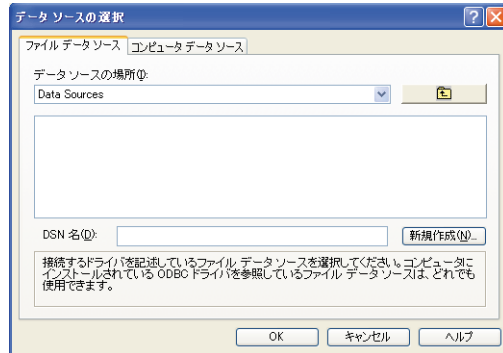 データ ソースの選択
ファイル データ ソース コンピュータ データ ソース
データ ソースの場所(I):
Data Sources
DSN 名(D):
新規作成(N)...
接続するドライバを記述しているファイル データ ソースを選択してください。コンピュータに
インストールされている ODBC ドライバを参照しているファイル データ ソースは、どれでも
使用できます。
OK キャンセル ヘルプ